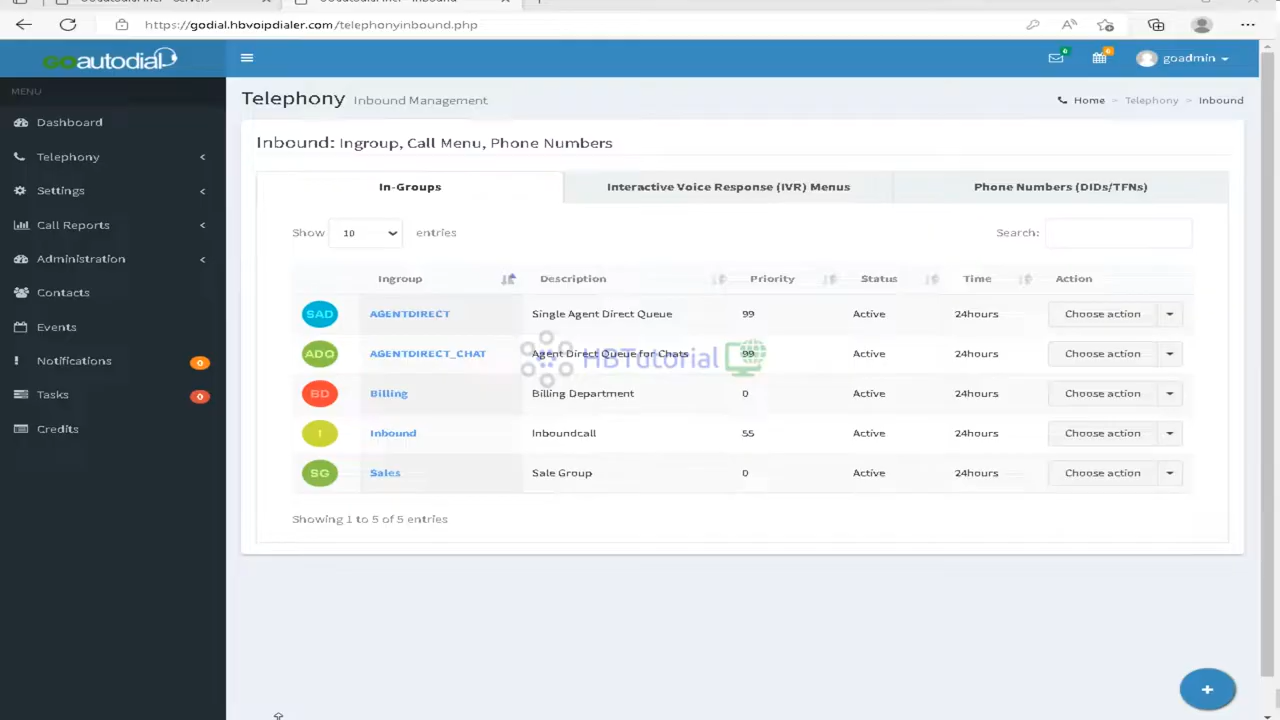 https://godial.hbvoipdialer.com/telephonyinbound.php
GOautodial
0
0
goadmin
MENU
Telephony Inbound Management
Home > Telephony > Inbound
Dashboard
Telephony
Settings
Call Reports
Administration
Contacts
Events
Notifications 0
Tasks 0
Credits
Inbound: Ingroup, Call Menu, Phone Numbers
In-Groups Interactive Voice Response (IVR) Menus Phone Numbers (DIDs/TFNs)
Show 10 entries Search:
Ingroup Description Priority Status Time Action
SAD AGENTDIRECT Single Agent Direct Queue 99 Active 24hours Choose action
ADO AGENTDIRECT_CHAT Agent Direct Queue for Chats 99 Active 24hours Choose action
HBTutorial
BD Billing Billing Department 0 Active 24hours Choose action
I Inbound Inboundcall 55 Active 24hours Choose action
SG Sales Sale Group 0 Active 24hours Choose action
Showing 1 to 5 of 5 entries
+